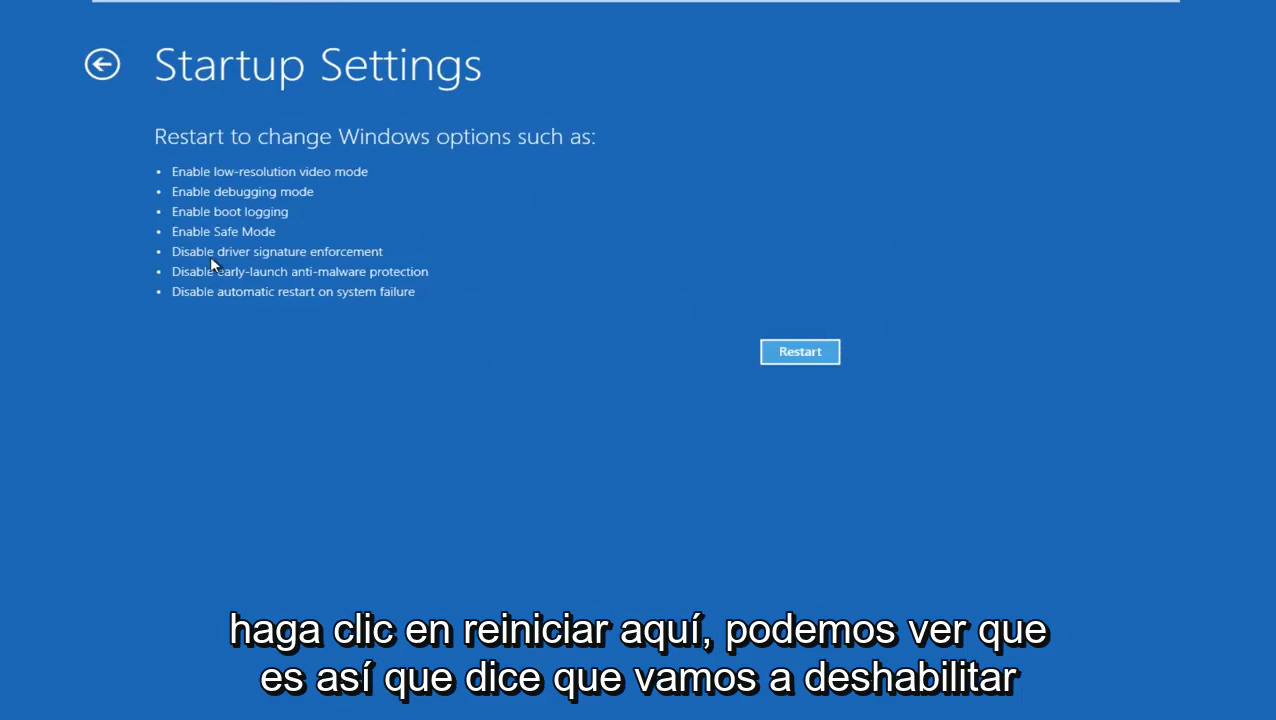 Startup Settings
Restart to change Windows options such as:
• Enable low-resolution video mode
• Enable debugging mode
• Enable boot logging
• Enable Safe Mode
• Disable driver signature enforcement
• Disable early-launch anti-malware protection
• Disable automatic restart on system failure
Restart
haga clic en reiniciar aquí, podemos ver que
es así que dice que vamos a deshabilitar